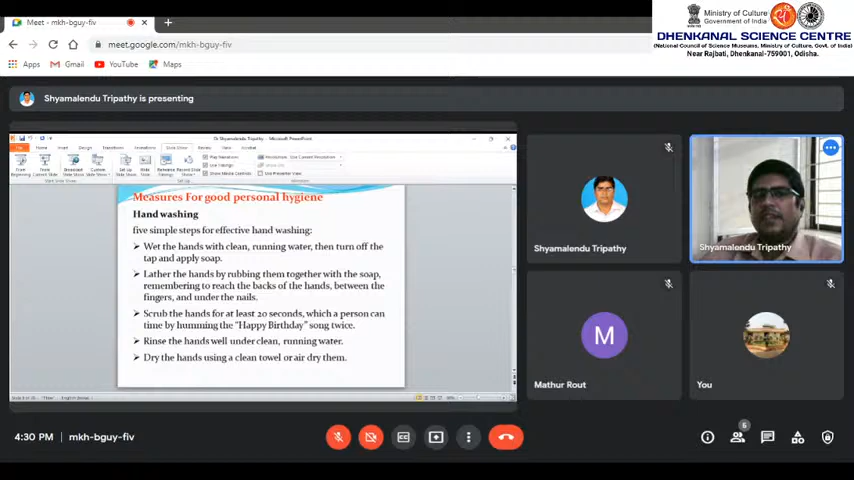 Meet - mkh-bguy-fiv
meet.google.com/mkh-bguy-fiv
Apps Gmail YouTube Maps
Ministry of Culture
Government of India
DHENKANAL SCIENCE CENTRE
(National Council of Science Museums, Ministry of Culture, Govt. of India)
Near Rajbati, Dhenkanal-759001, Odisha.
Shyamalendu Tripathy is presenting
Dr Shyamalendu Tripathy - Microsoft PowerPoint
Measures For good personal hygiene
Hand washing
five simple steps for effective hand washing:
Wet the hands with clean, running water, then turn off the
tap and apply soap.
Lather the hands by rubbing them together with the soap,
remembering to reach the backs of the hands, between the
fingers, and under the nails.
Scrub the hands for at least 20 seconds, which a person can
time by humming the “Happy Birthday” song twice.
Rinse the hands well under clean, running water.
Dry the hands using a clean towel or air dry them.
Shyamalendu Tripathy
Shyamalendu Tripathy
M
Mathur Rout
You
4:30 PM | mkh-bguy-fiv
6